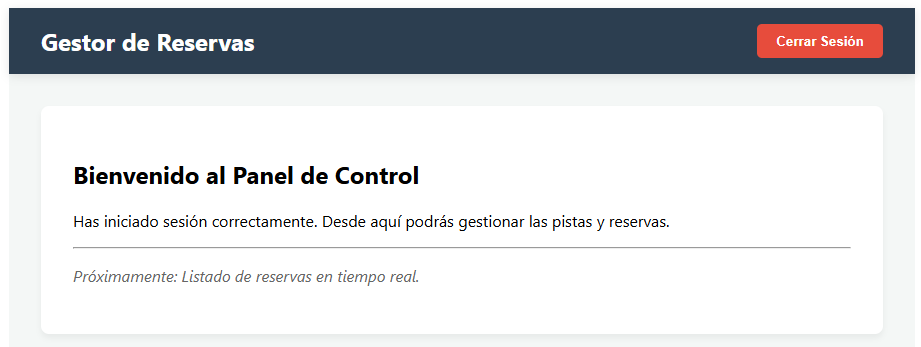 Gestor de Reservas
Cerrar Sesión
Bienvenido al Panel de Control
Has iniciado sesión correctamente. Desde aquí podrás gestionar las pistas y reservas.
Próximamente: Listado de reservas en tiempo real.